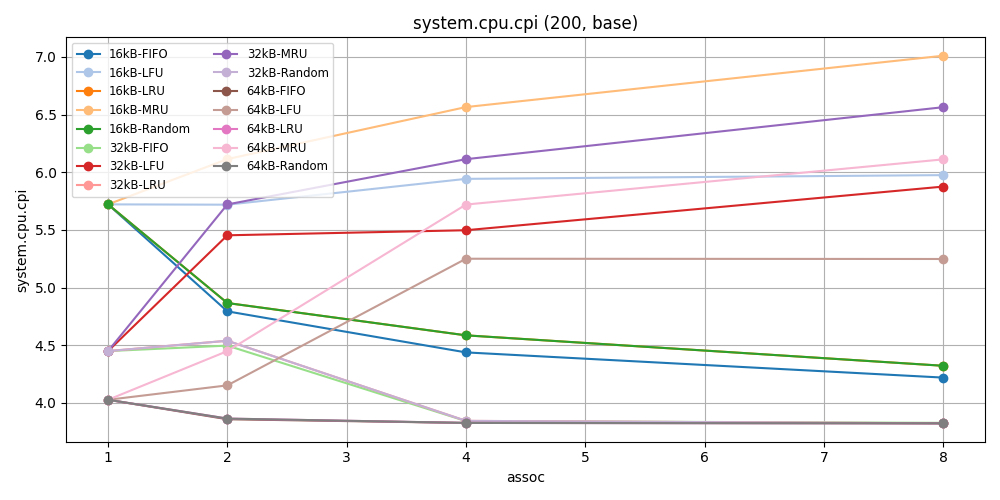 system.cpu.cpi (200, base)
16kB-FIFO
16kB-LFU
16kB-LRU
16kB-MRU
16kB-Random
32kB-FIFO
32kB-LFU
32kB-LRU
32kB-MRU
32kB-Random
64kB-FIFO
64kB-LFU
64kB-LRU
64kB-MRU
64kB-Random
system.cpu.cpi
7.0
6.5
6.0
5.5
5.0
4.5
4.0
1 2 3 4 5 6 7 8
assoc